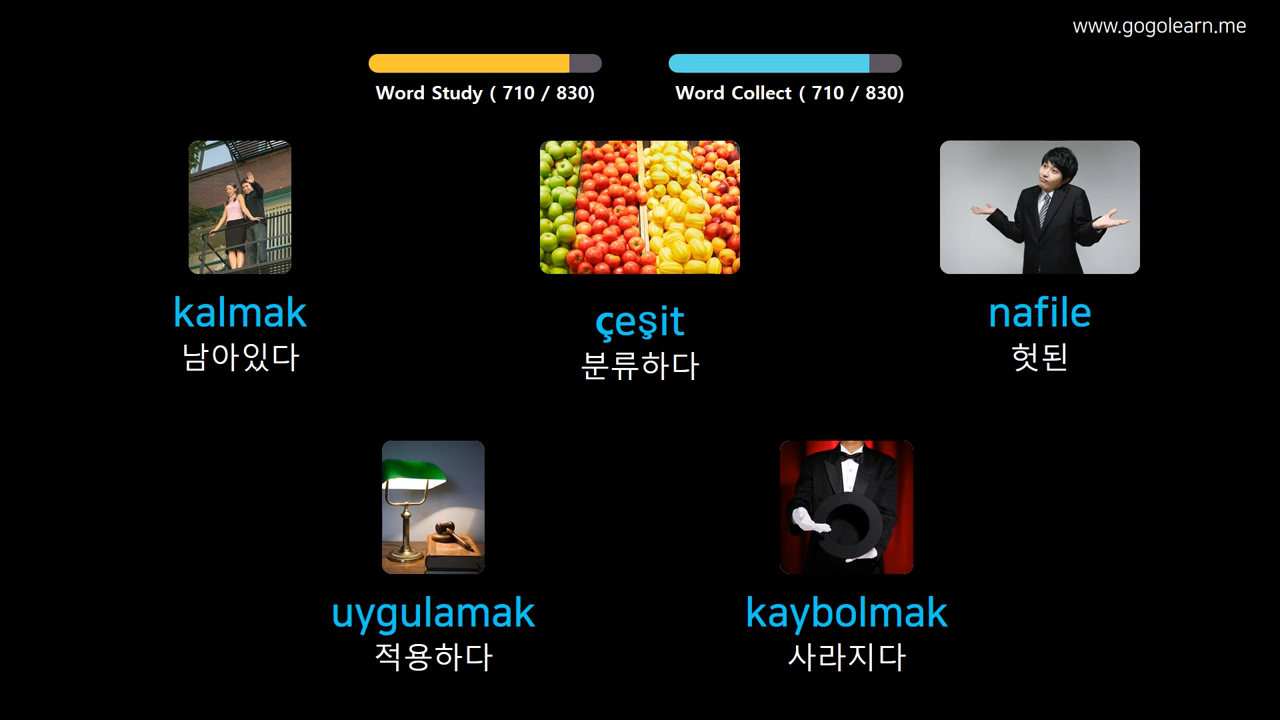 www.gogolearn.me
Word Study ( 710 / 830)
Word Collect ( 710 / 830)
kalmak
남아있다
çeşit
분류하다
nafile
헛된
uygulamak
적용하다
kaybolmak
사라지다